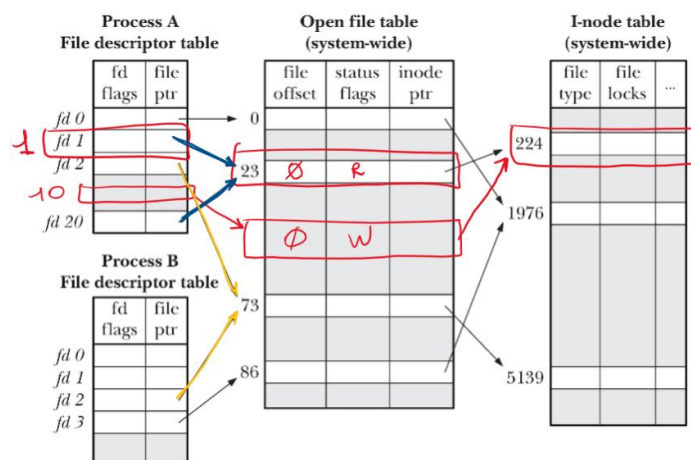 Process A
File descriptor table
fd flags
file ptr
fd 0
1
fd 1
fd 2
10
fd 20
Process B
File descriptor table
fd flags
file ptr
fd 0
fd 1
fd 2
fd 3
Open file table
(system-wide)
file offset
status flags
inode ptr
0
23
Ø R
Ø W
73
86
I-node table
(system-wide)
file type
file locks
...
224
1976
5139